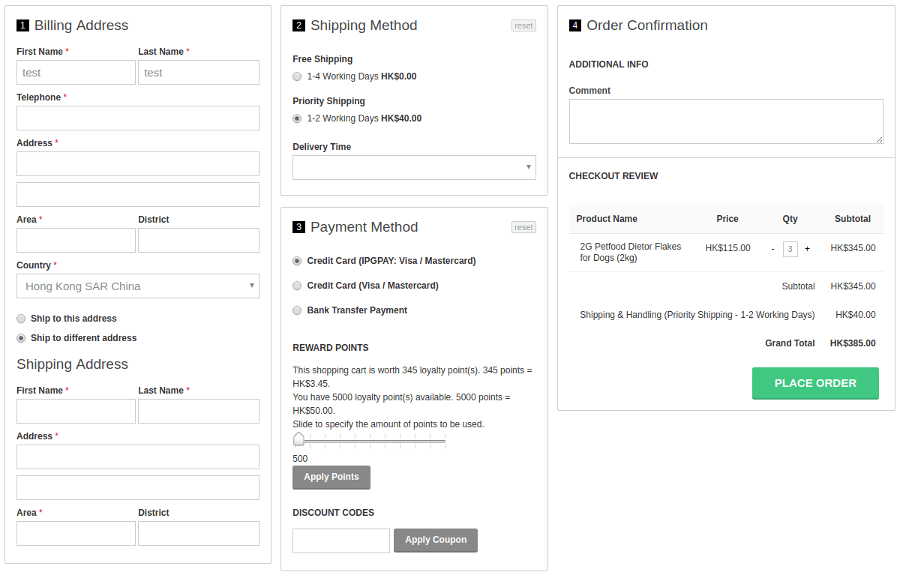 1 Billing Address
First Name * Last Name *
test test
Telephone *
Address *
Area * District
Country *
Hong Kong SAR China
Ship to this address
Ship to different address
Shipping Address
First Name * Last Name *
Address *
Area * District
2 Shipping Method reset
Free Shipping
1-4 Working Days HK$0.00
Priority Shipping
1-2 Working Days HK$40.00
Delivery Time
3 Payment Method reset
Credit Card (IPGPAY: Visa / Mastercard)
Credit Card (Visa / Mastercard)
Bank Transfer Payment
REWARD POINTS
This shopping cart is worth 345 loyalty point(s). 345 points =
HK$3.45.
You have 5000 loyalty point(s) available. 5000 points =
HK$50.00.
Slide to specify the amount of points to be used.
500
Apply Points
DISCOUNT CODES
Apply Coupon
4 Order Confirmation
ADDITIONAL INFO
Comment
CHECKOUT REVIEW
Product Name Price Qty Subtotal
2G Petfood Dietor Flakes HK$115.00 - 3 + HK$345.00
for Dogs (2kg)
Subtotal HK$345.00
Shipping & Handling (Priority Shipping - 1-2 Working Days) HK$40.00
Grand Total HK$385.00
PLACE ORDER